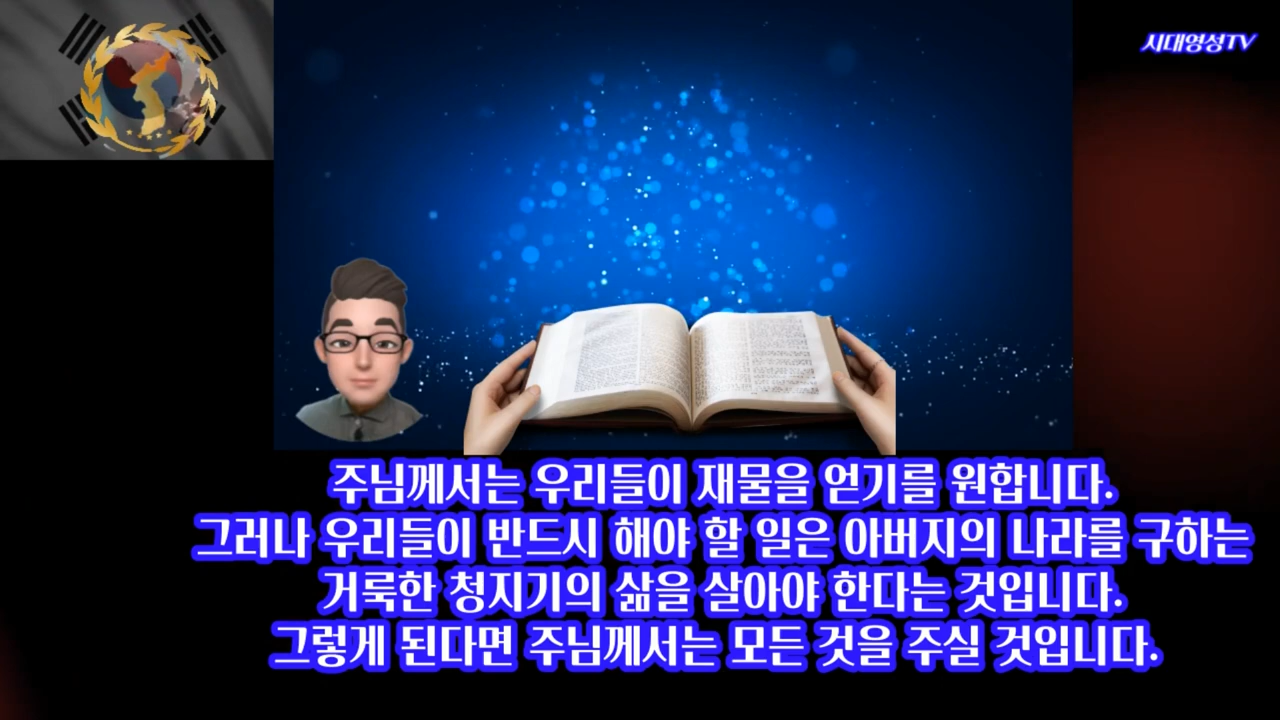 시대영성TV
주님께서는 우리들이 재물을 얻기를 원합니다.
그러나 우리들이 반드시 해야 할 일은 아버지의 나라를 구하는
거룩한 청지기의 삶을 살아야 한다는 것입니다.
그렇게 된다면 주님께서는 모든 것을 주실 것입니다.